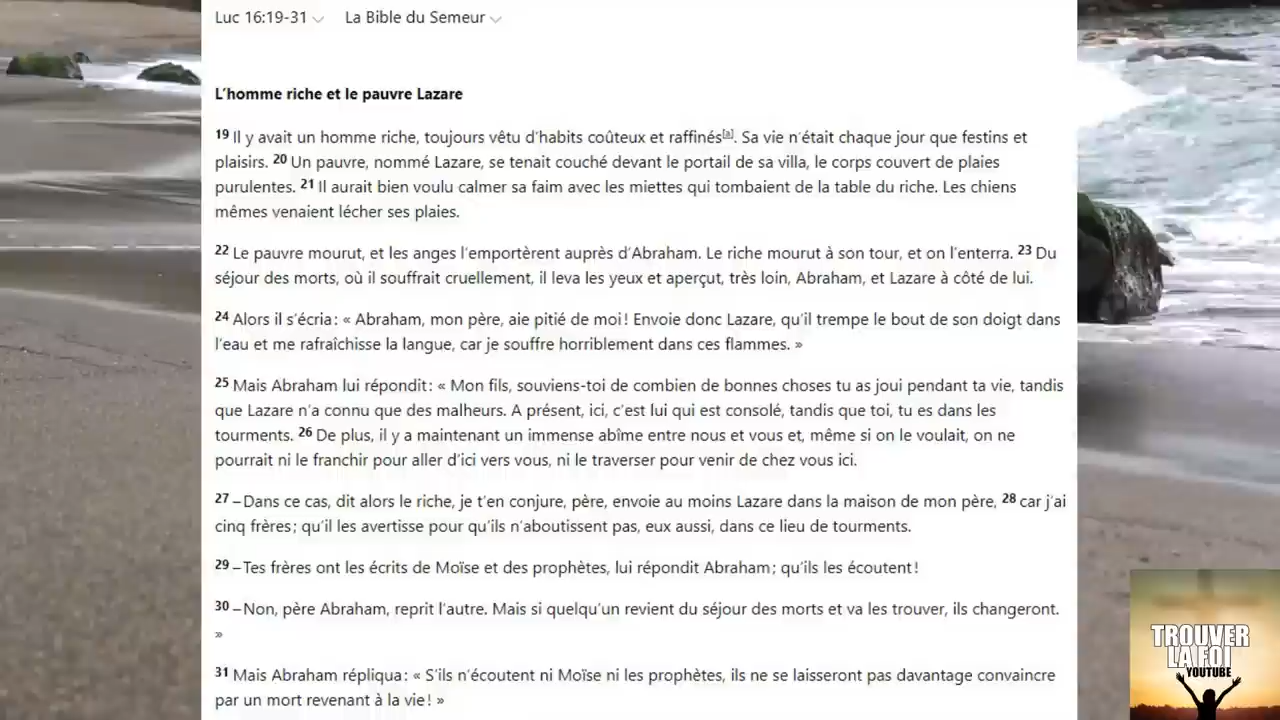 Luc 16:19-31 La Bible du Semeur
L'homme riche et le pauvre Lazare
19 Il y avait un homme riche, toujours vêtu d'habits coûteux et raffinés[a]. Sa vie n'était chaque jour que festins et
plaisirs. 20 Un pauvre, nommé Lazare, se tenait couché devant le portail de sa villa, le corps couvert de plaies
purulentes. 21 Il aurait bien voulu calmer sa faim avec les miettes qui tombaient de la table du riche. Les chiens
mêmes venaient lécher ses plaies.
22 Le pauvre mourut, et les anges l'emportèrent auprès d'Abraham. Le riche mourut à son tour, et on l'enterra. 23 Du
séjour des morts, où il souffrait cruellement, il leva les yeux et aperçut, très loin, Abraham, et Lazare à côté de lui.
24 Alors il s'écria : « Abraham, mon père, aie pitié de moi ! Envoie donc Lazare, qu'il trempe le bout de son doigt dans
l'eau et me rafraîchisse la langue, car je souffre horriblement dans ces flammes. »
25 Mais Abraham lui répondit : « Mon fils, souviens-toi de combien de bonnes choses tu as joui pendant ta vie, tandis
que Lazare n'a connu que des malheurs. A présent, ici, c'est lui qui est consolé, tandis que toi, tu es dans les
tourments. 26 De plus, il y a maintenant un immense abîme entre nous et vous et, même si on le voulait, on ne
pourrait ni le franchir pour aller d'ici vers vous, ni le traverser pour venir de chez vous ici.
27 – Dans ce cas, dit alors le riche, je t'en conjure, père, envoie au moins Lazare dans la maison de mon père, 28 car j'ai
cinq frères ; qu'il les avertisse pour qu'ils n'aboutissent pas, eux aussi, dans ce lieu de tourments.
29 – Tes frères ont les écrits de Moïse et des prophètes, lui répondit Abraham ; qu'ils les écoutent !
30 – Non, père Abraham, reprit l'autre. Mais si quelqu'un revient du séjour des morts et va les trouver, ils changeront.
»
31 Mais Abraham répliqua : « S'ils n'écoutent ni Moïse ni les prophètes, ils ne se laisseront pas davantage convaincre
par un mort revenant à la vie ! »
TROUVER
LA FOI
YOUTUBE